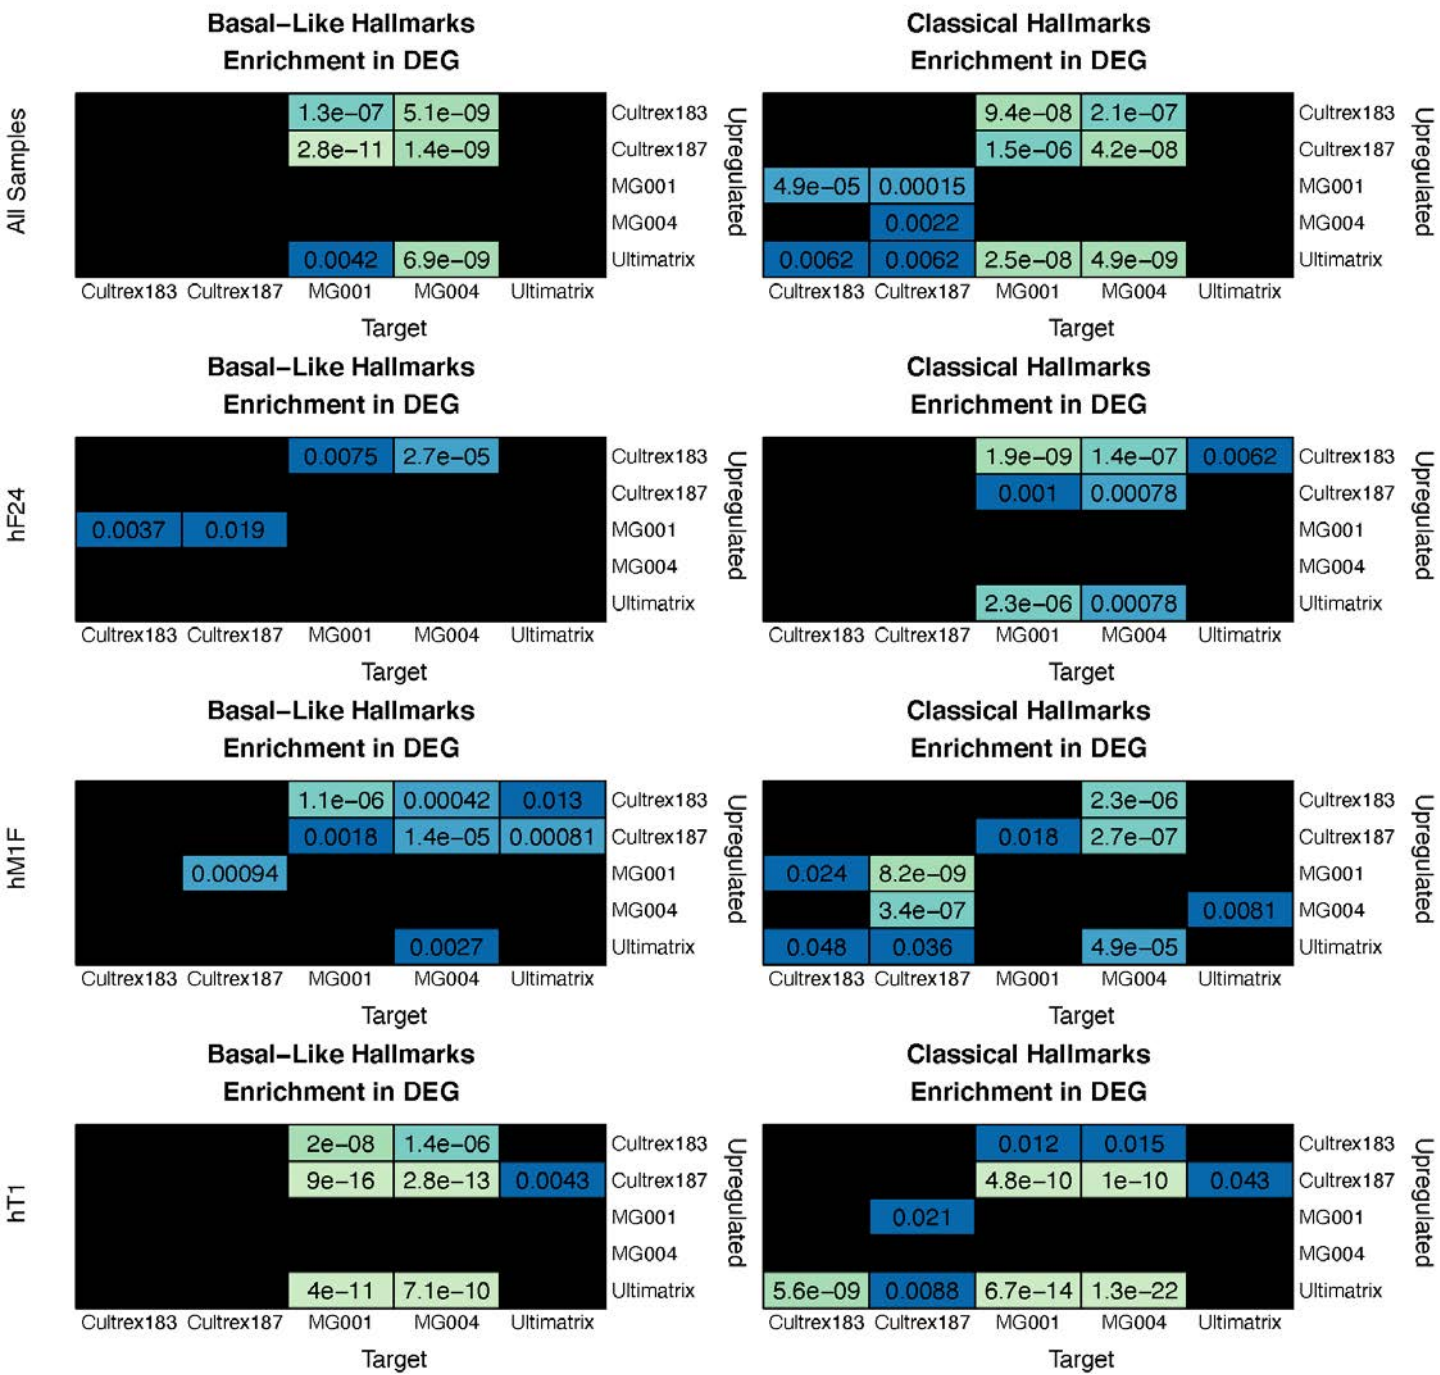 Basal–Like Hallmarks
Enrichment in DEG
Classical Hallmarks
Enrichment in DEG
All Samples
1.3e–07 5.1e–09 Cultrex183
2.8e–11 1.4e–09 Cultrex187
MG001
MG004
0.0042 6.9e–09 Ultimatrix
Upregulated
Cultrex183 Cultrex187 MG001 MG004 Ultimatrix
Target
9.4e–08 2.1e–07 Cultrex183
1.5e–06 4.2e–08 Cultrex187
4.9e–05 0.00015 MG001
0.0022 MG004
0.0062 0.0062 2.5e–08 4.9e–09 Ultimatrix
Upregulated
Cultrex183 Cultrex187 MG001 MG004 Ultimatrix
Target
Basal–Like Hallmarks
Enrichment in DEG
Classical Hallmarks
Enrichment in DEG
hF24
0.0075 2.7e–05 Cultrex183
Cultrex187
0.0037 0.019 MG001
MG004
Ultimatrix
Upregulated
Cultrex183 Cultrex187 MG001 MG004 Ultimatrix
Target
1.9e–09 1.4e–07 0.0062 Cultrex183
0.001 0.00078 Cultrex187
MG001
MG004
2.3e–06 0.00078 Ultimatrix
Upregulated
Cultrex183 Cultrex187 MG001 MG004 Ultimatrix
Target
Basal–Like Hallmarks
Enrichment in DEG
Classical Hallmarks
Enrichment in DEG
hM1F
1.1e–06 0.00042 0.013 Cultrex183
0.0018 1.4e–05 0.00081 Cultrex187
0.00094 MG001
MG004
0.0027 Ultimatrix
Upregulated
Cultrex183 Cultrex187 MG001 MG004 Ultimatrix
Target
2.3e–06 Cultrex183
0.018 2.7e–07 Cultrex187
0.024 8.2e–09 MG001
3.4e–07 0.0081 MG004
0.048 0.036 4.9e–05 Ultimatrix
Upregulated
Cultrex183 Cultrex187 MG001 MG004 Ultimatrix
Target
Basal–Like Hallmarks
Enrichment in DEG
Classical Hallmarks
Enrichment in DEG
hT1
2e–08 1.4e–06 Cultrex183
9e–16 2.8e–13 0.0043 Cultrex187
MG001
MG004
4e–11 7.1e–10 Ultimatrix
Upregulated
Cultrex183 Cultrex187 MG001 MG004 Ultimatrix
Target
0.012 0.015 Cultrex183
4.8e–10 1e–10 0.043 Cultrex187
0.021 MG001
MG004
5.6e–09 0.0088 6.7e–14 1.3e–22 Ultimatrix
Upregulated
Cultrex183 Cultrex187 MG001 MG004 Ultimatrix
Target